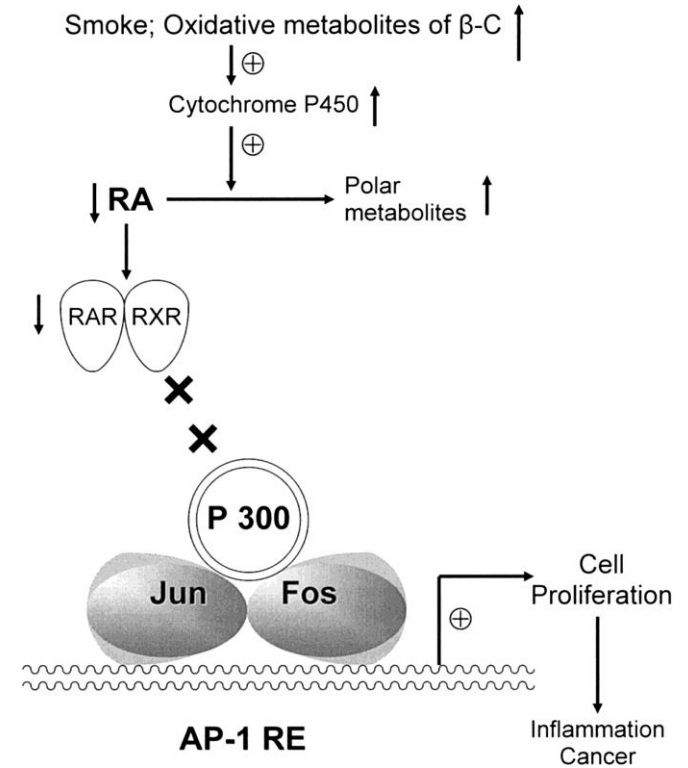 Smoke; Oxidative metabolites of β-C
Cytochrome P450
RA
Polar
metabolites
RAR RXR
P 300
Jun Fos
Cell
Proliferation
AP-1 RE
Inflammation
Cancer